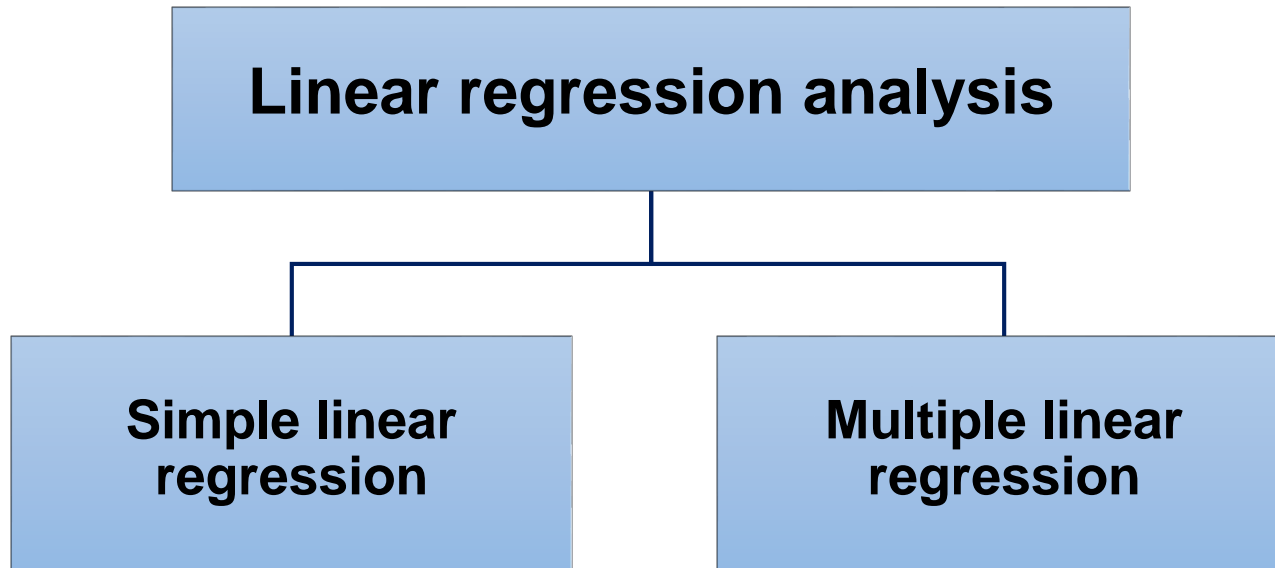 Linear regression analysis
Simple linear
regression
Multiple linear
regression